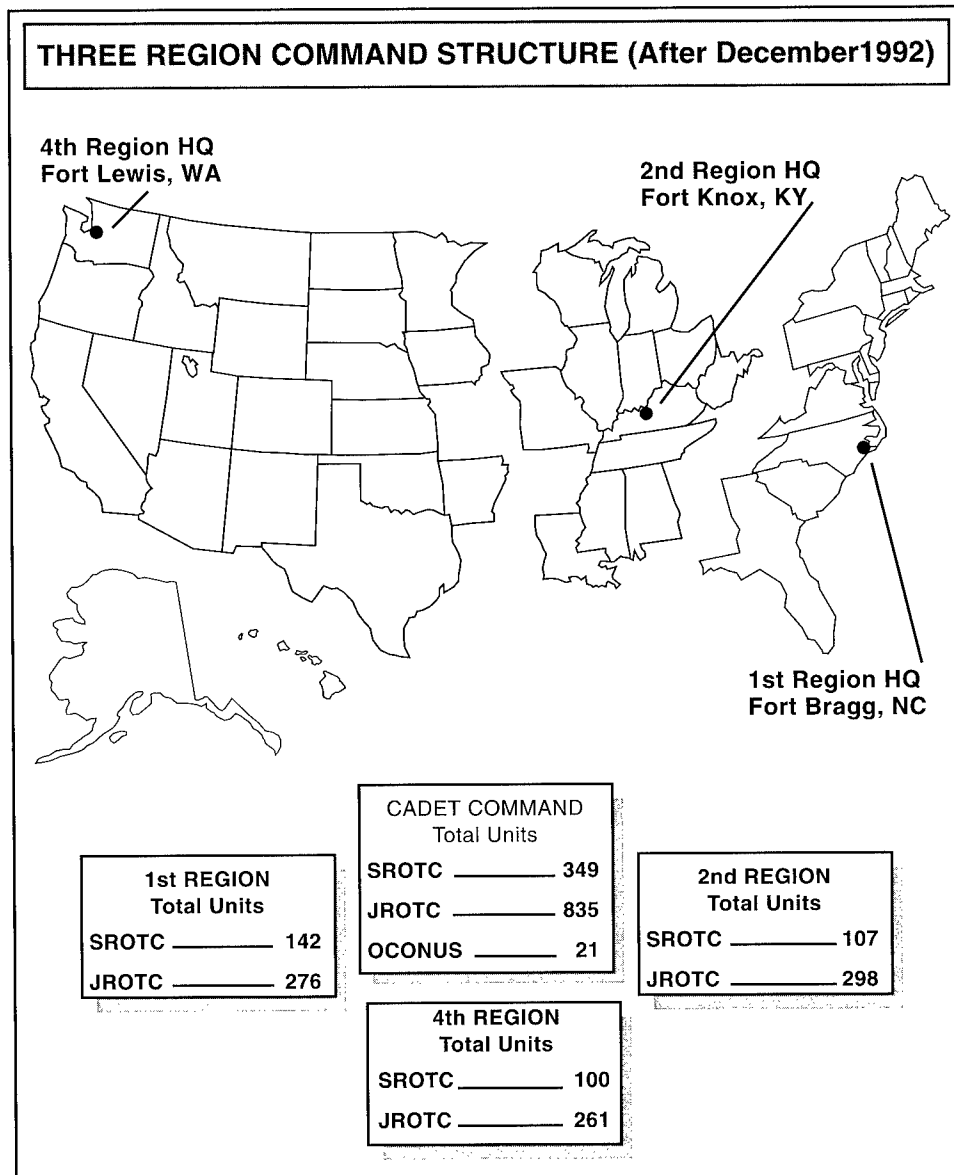 THREE REGION COMMAND STRUCTURE (After December1992)
4th Region HQ
Fort Lewis, WA
2nd Region HQ
Fort Knox, KY
1st Region HQ
Fort Bragg, NC
CADET COMMAND
Total Units
SROTC 349
JROTC 835
OCONUS 21
1st REGION
Total Units
SROTC 142
JROTC 276
2nd REGION
Total Units
SROTC 107
JROTC 298
4th REGION
Total Units
SROTC 100
JROTC 261